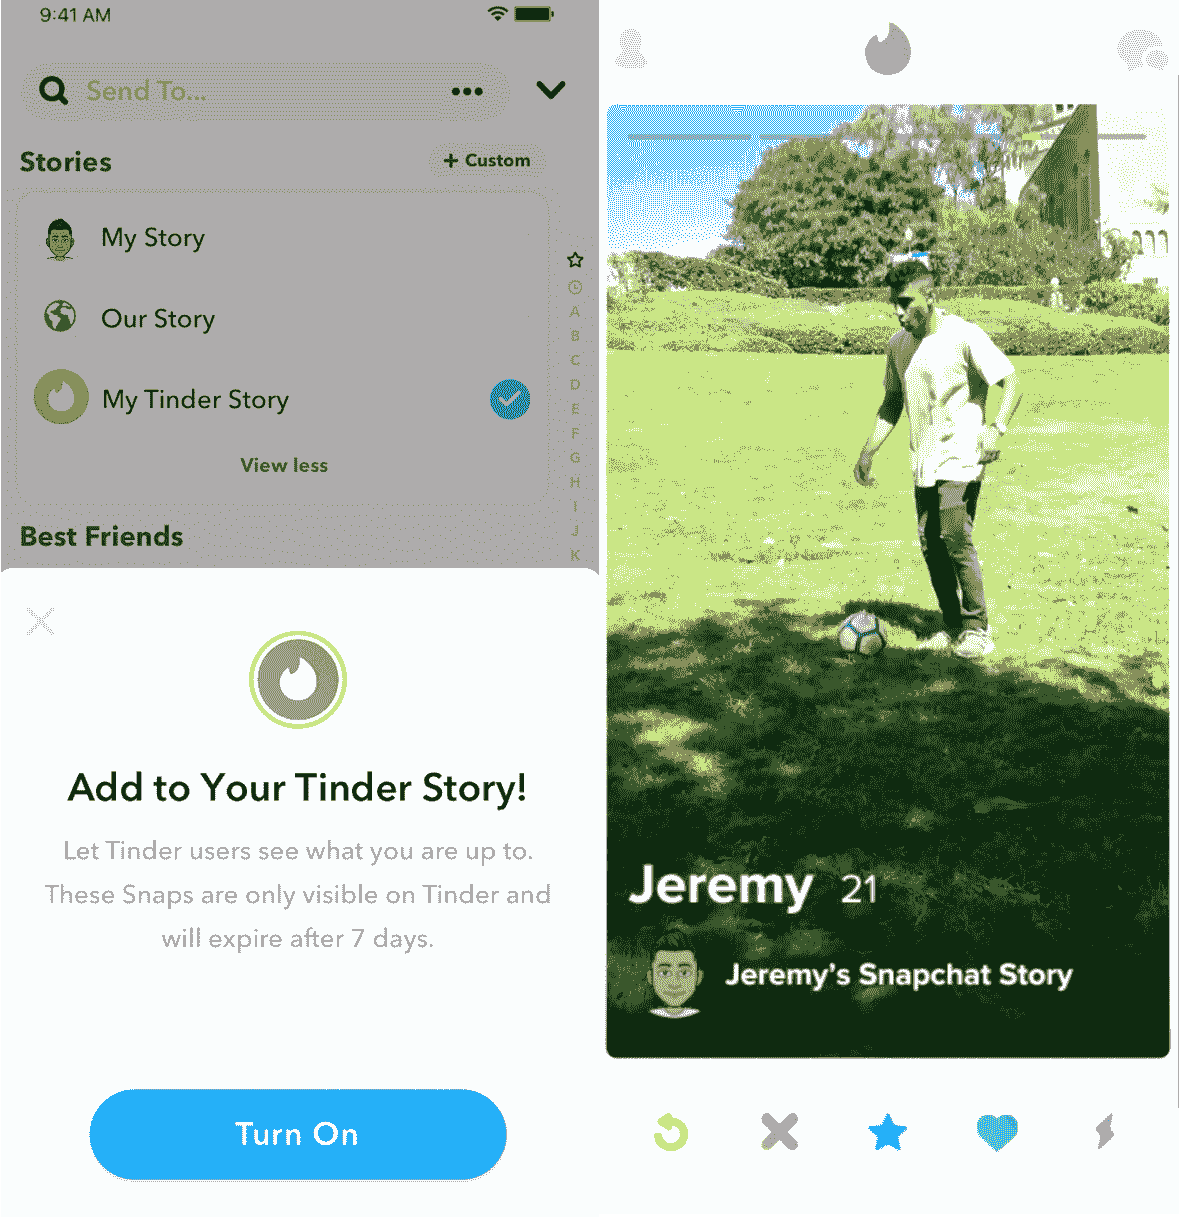 9:41 AM
Send To...
Stories
+ Custom
My Story
Our Story
My Tinder Story
View less
Best Friends
A
B
C
D
E
F
G
H
I
J
K
Add to Your Tinder Story!
Let Tinder users see what you are up to.
These Snaps are only visible on Tinder and
will expire after 7 days.
Turn On
Jeremy 21
Jeremy's Snapchat Story